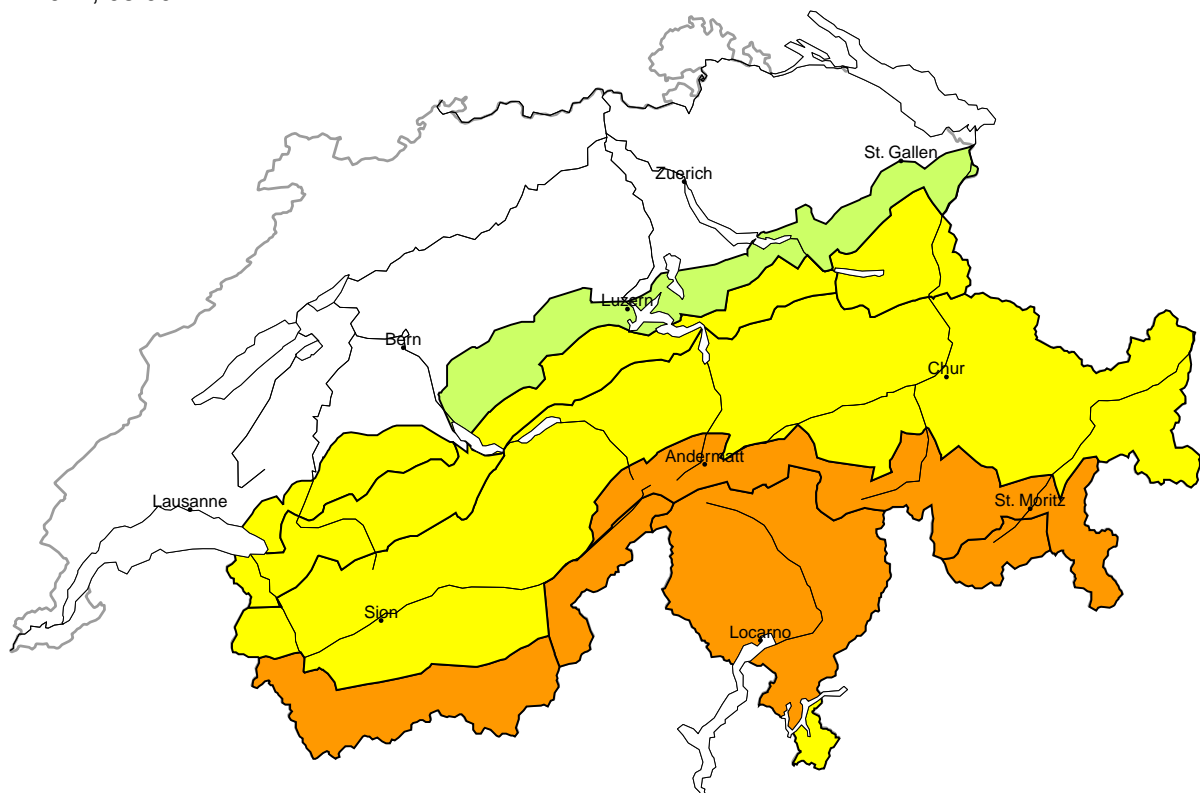 St. Gallen
Zuerich
Luzern
Bern
Chur
Andermatt
Lausanne
St. Moritz
Sion
Locarno